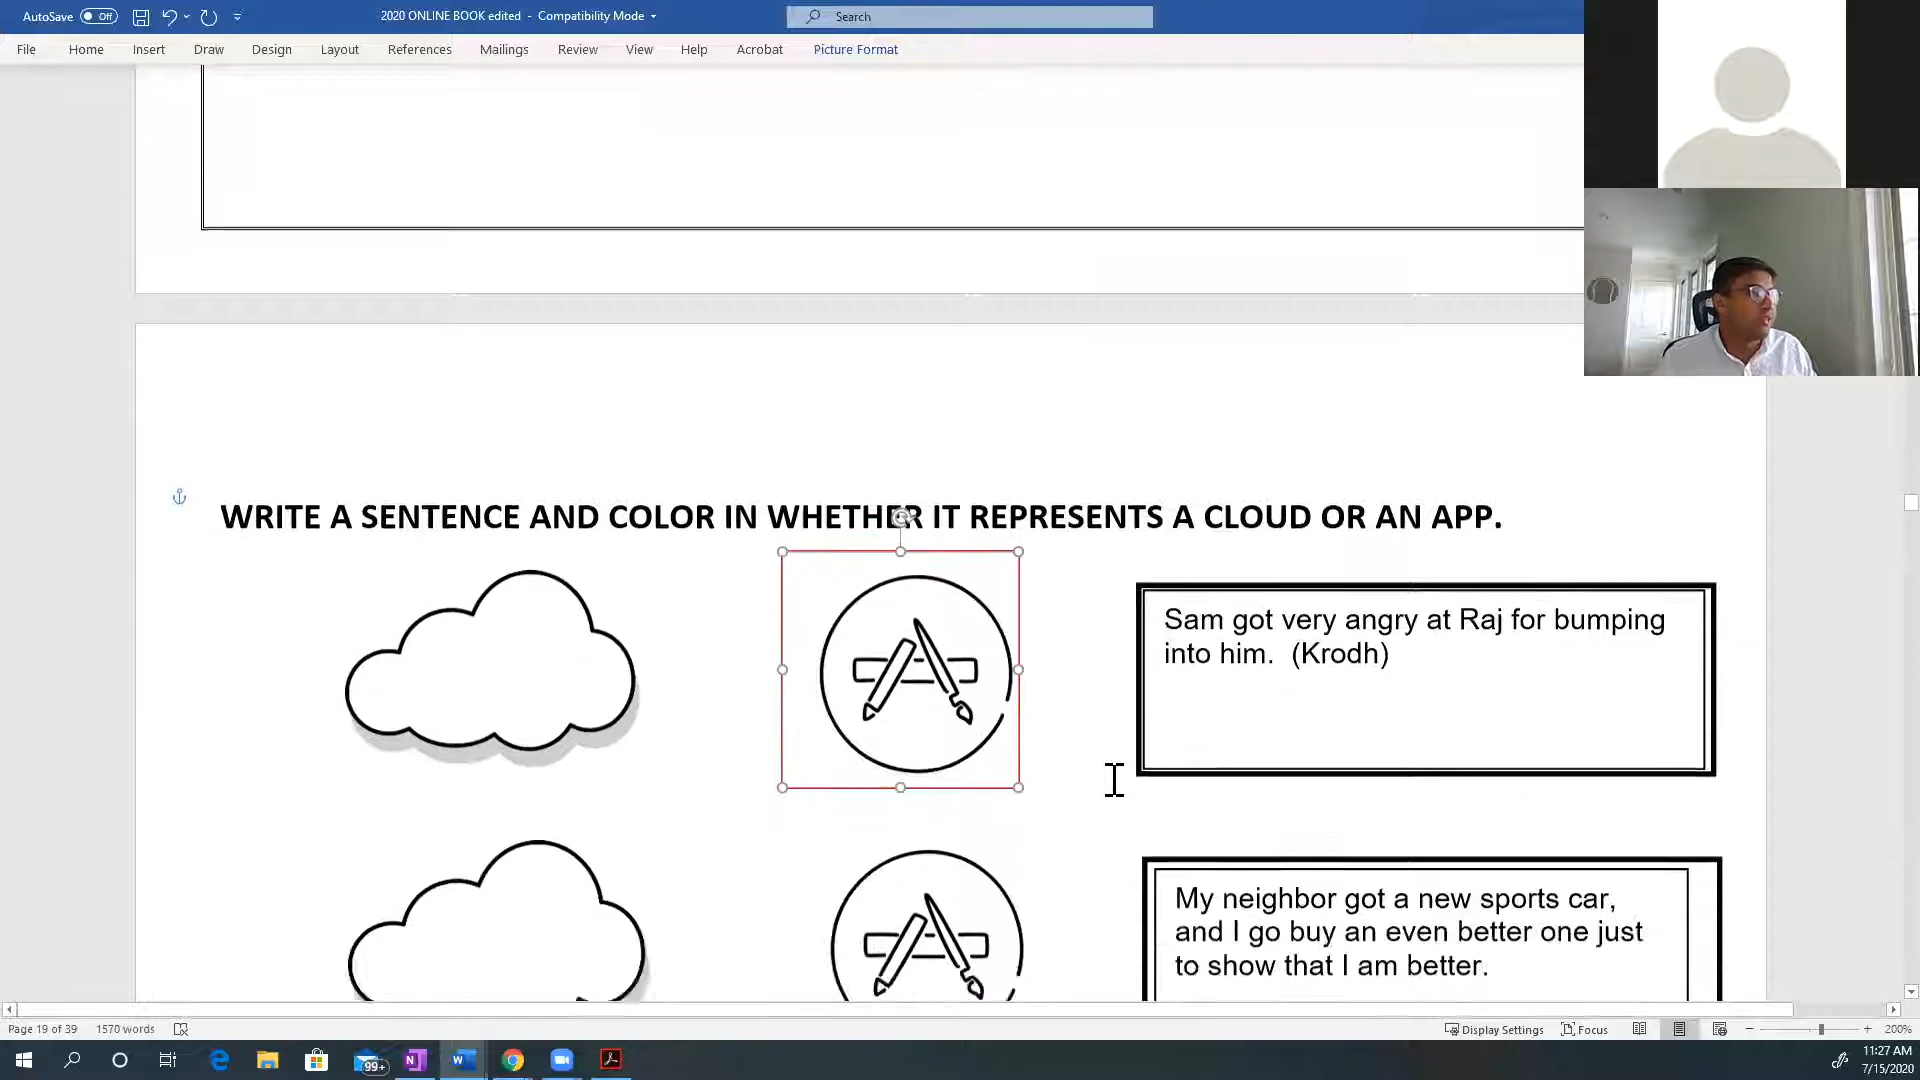 AutoSave Off 2020 ONLINE BOOK edited - Compatibility Mode Search
File Home Insert Draw Design Layout References Mailings Review View Help Acrobat Picture Format
WRITE A SENTENCE AND COLOR IN WHETHER IT REPRESENTS A CLOUD OR AN APP.
Sam got very angry at Raj for bumping
into him. (Krodh)
My neighbor got a new sports car,
and I go buy an even better one just
to show that I am better.
Page 19 of 39 1570 words Display Settings Focus 200%
99+
11:27 AM
7/15/2020